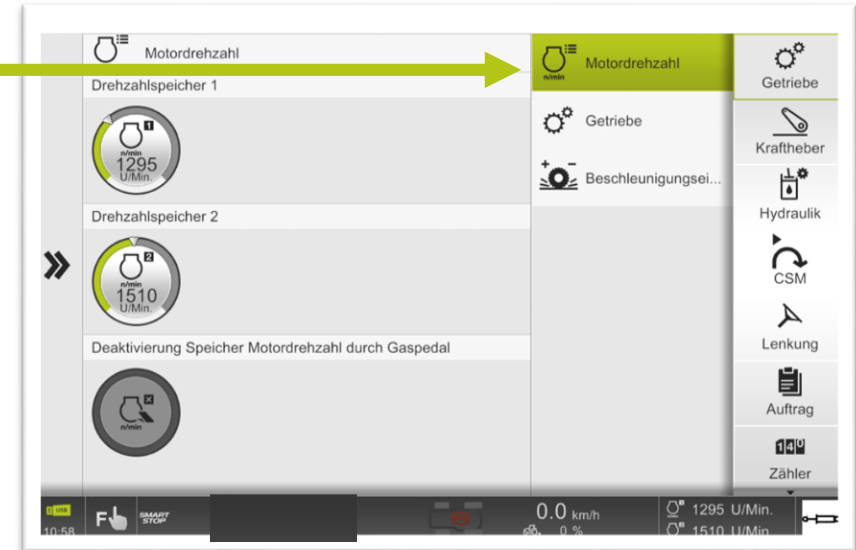 Motordrehzahl
Drehzahlspeicher 1
1
n/min
1295
U/Min.
Drehzahlspeicher 2
2
n/min
1510
U/Min.
Deaktivierung Speicher Motordrehzahl durch Gaspedal
n/min
n/min
Motordrehzahl
Getriebe
Beschleunigungsei...
Getriebe
Kraftheber
Hydraulik
CSM
Lenkung
Auftrag
140
Zähler
USB
10:58
F
SMART
STOP
0.0 km/h
0 %
1295 U/Min.
1510 U/Min